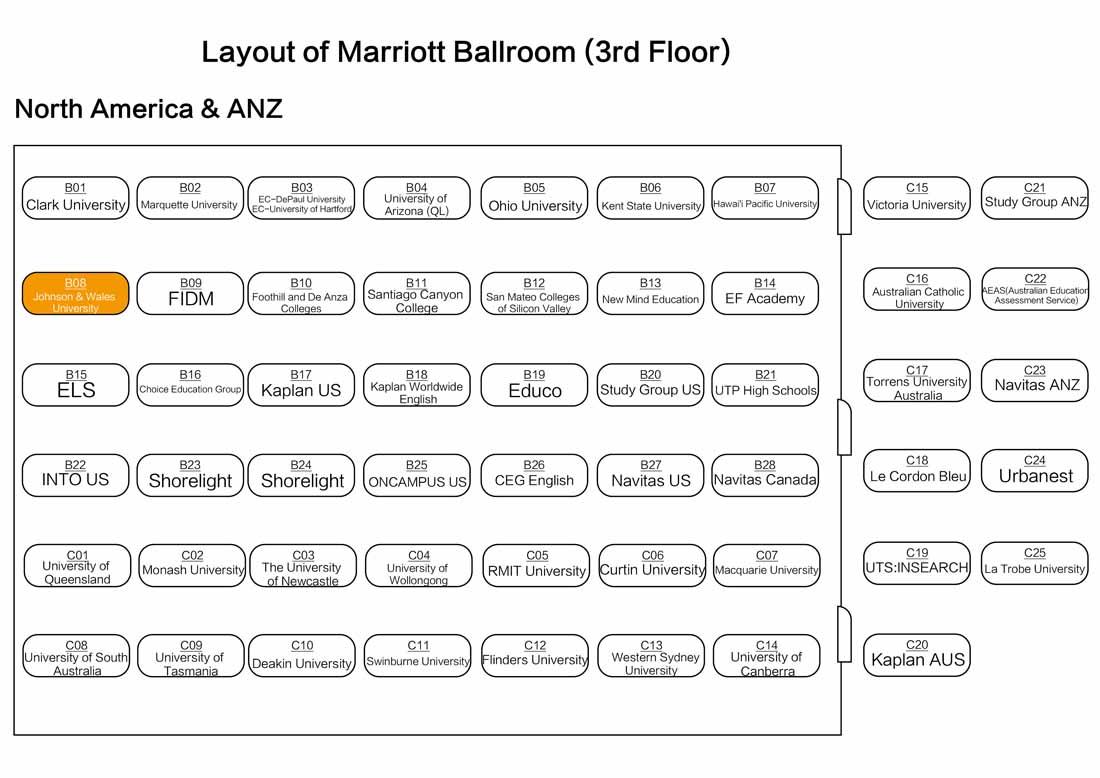 Layout of Marriott Ballroom (3rd Floor)
North America & ANZ
B01
Clark University
B02
Marquette University
B03
EC-DePaul University
EC-University of Hartford
B04
University of
Arizona (QL)
B05
Ohio University
B06
Kent State University
B07
Hawai'i Pacific University
C15
Victoria University
C21
Study Group ANZ
B08
Johnson & Wales
University
B09
FIDM
B10
Foothill and De Anza
Colleges
B11
Santiago Canyon
College
B12
San Mateo Colleges
of Silicon Valley
B13
New Mind Education
B14
EF Academy
C16
Australian Catholic
University
C22
AEAS(Australian Education
Assessment Service)
B15
ELS
B16
Choice Education Group
B17
Kaplan US
B18
Kaplan Worldwide
English
B19
Educo
B20
Study Group US
B21
UTP High Schools
C17
Torrens University
Australia
C23
Navitas ANZ
B22
INTO US
B23
Shorelight
B24
Shorelight
B25
ONCAMPUS US
B26
CEG English
B27
Navitas US
B28
Navitas Canada
C18
Le Cordon Bleu
C24
Urbanest
C01
University of
Queensland
C02
Monash University
C03
The University
of Newcastle
C04
University of
Wollongong
C05
RMIT University
C06
Curtin University
C07
Macquarie University
C19
UTS:INSEARCH
C25
La Trobe University
C08
University of South
Australia
C09
University of
Tasmania
C10
Deakin University
C11
Swinburne University
C12
Flinders University
C13
Western Sydney
University
C14
University of
Canberra
C20
Kaplan AUS